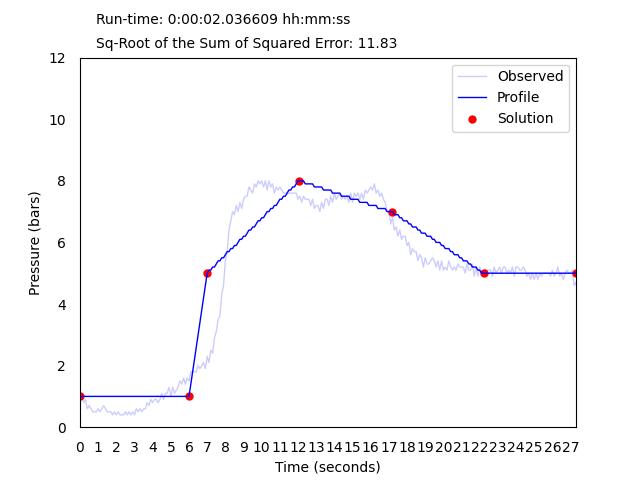 Run-time: 0:00:02.036609 hh:mm:ss
Sq-Root of the Sum of Squared Error: 11.83
12
10
8
6
4
2
0
Pressure (bars)
Observed
Profile
Solution
0 1 2 3 4 5 6 7 8 9 10 11 12 13 14 15 16 17 18 19 20 21 22 23 24 25 26 27
Time (seconds)